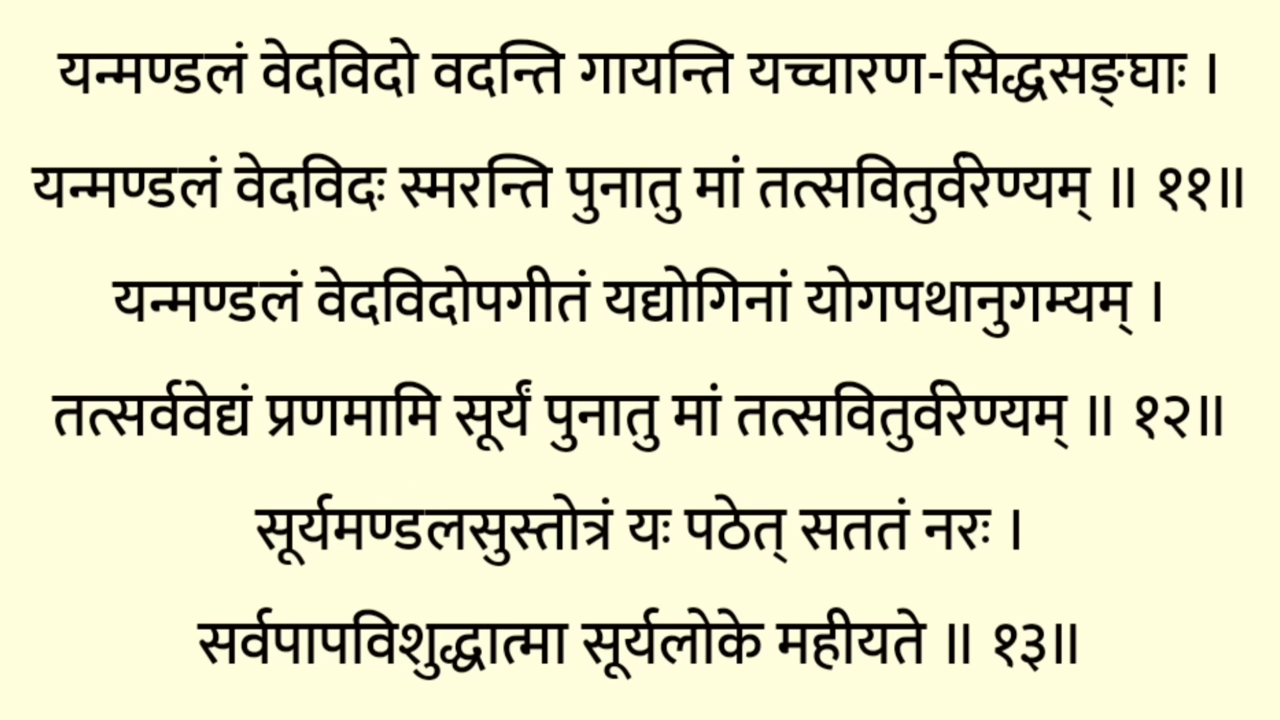 यन्मण्डलं वेदविदो वदन्ति गायन्ति यच्चारण-सिद्धसङ्घाः ।
यन्मण्डलं वेदविदः स्मरन्ति पुनातु मां तत्सवितुर्वरेण्यम् ॥ ११॥
यन्मण्डलं वेदविदोपगीतं यद्योगिनां योगपथानुगम्यम् ।
तत्सर्ववेद्यं प्रणमामि सूर्यं पुनातु मां तत्सवितुर्वरेण्यम् ॥ १२॥
सूर्यमण्डलसुस्तोत्रं यः पठेत् सततं नरः ।
सर्वपापविशुद्धात्मा सूर्यलोके महीयते ॥ १३॥